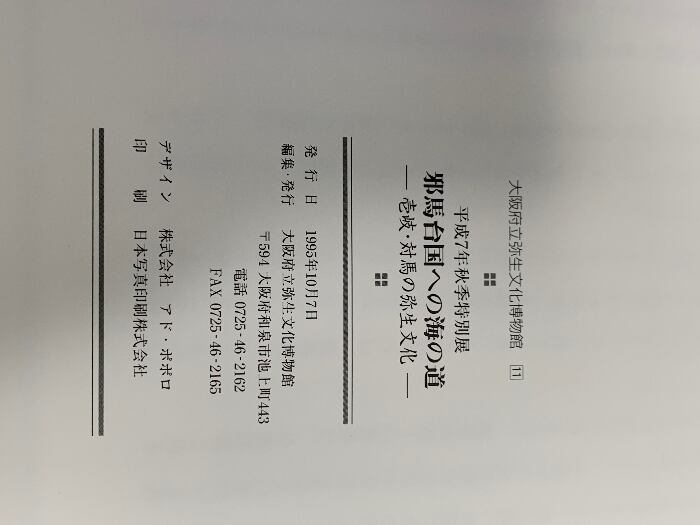 大阪府立弥生文化博物館 11
平成7年秋季特別展
邪馬台国への海の道
― 壱岐・対馬の弥生文化 ―
発行日 1995年10月7日
編集・発行 大阪府立弥生文化博物館
〒594 大阪府和泉市池上町443
電話 0725-46-2162
FAX 0725-46-2165
デザイン 株式会社 アド・ポポロ
印刷 日本写真印刷株式会社